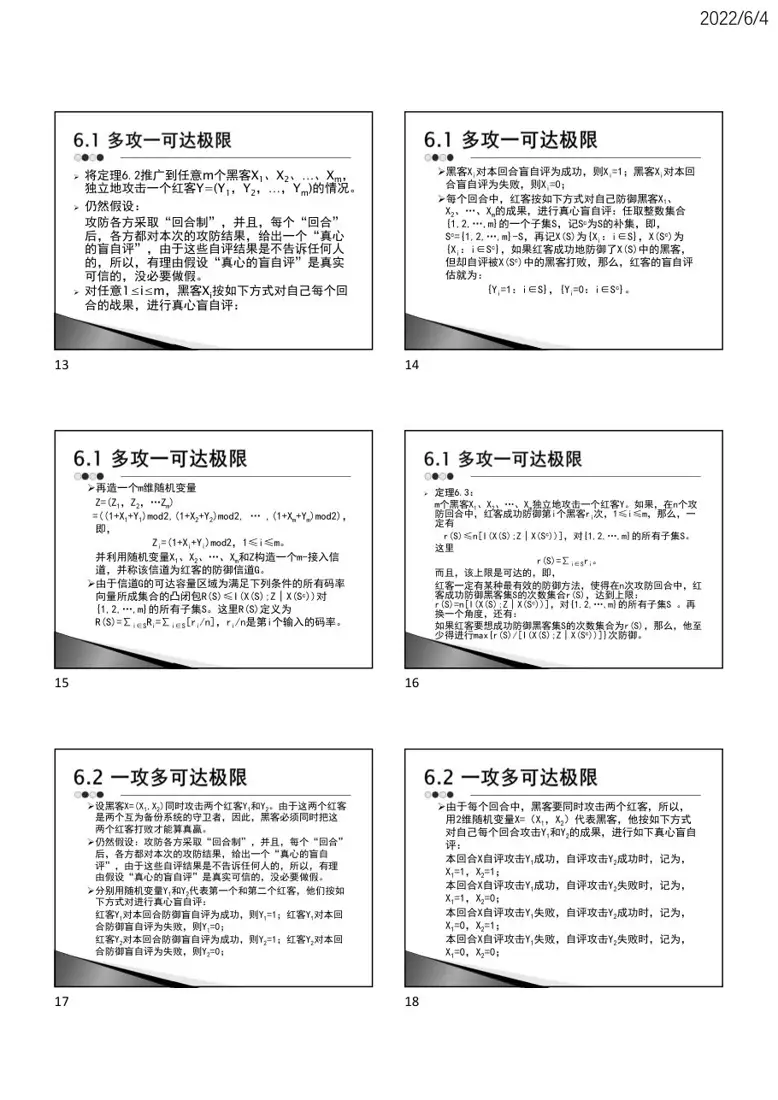 2022/6/4
6.1 多攻一可达极限
➢ 将定理6.2推广到任意m个黑客X₁、X₂、…、Xₘ,
独立地攻击一个红客Y=(Y₁, Y₂, …, Yₘ)的情况。
➢ 仍然假设:
攻防各方采取“回合制”,并且,每个“回合”
后,各方都对本次的攻防结果,给出一个“真心
的盲自评”,由于这些自评结果是不告诉任何人
的,所以,有理由假设“真心的盲自评”是真实
可信的,没必要做假。
➢ 对任意1≤i≤m,黑客Xᵢ按如下方式对自己每个回
合的战果,进行真心盲自评:
13
6.1 多攻一可达极限
➢黑客Xᵢ对本回合盲自评为成功,则Xᵢ=1;黑客Xᵢ对本回
合盲自评为失败,则Xᵢ=0;
➢每个回合中,红客按如下方式对自己防御黑客X₁、
X₂、…、Xₘ的成果,进行真心盲自评:任取整数集合
{1,2,…,m}的一个子集S,记Sᶜ为S的补集,即,
Sᶜ={1,2,…,m}-S,再记X(S)为{Xᵢ: i∈S},X(Sᶜ)为
{Xᵢ: i∈Sᶜ},如果红客成功地防御了X(S)中的黑客,
但却自评被X(Sᶜ)中的黑客打败,那么,红客的盲自评
估就为:
{Yᵢ=1: i∈S},{Yᵢ=0: i∈Sᶜ}。
14
6.1 多攻一可达极限
➢再造一个m维随机变量
Z=(Z₁, Z₂, …Zₘ)
=((1+X₁+Y₁)mod2,(1+X₂+Y₂)mod2, … ,(1+Xₘ+Yₘ)mod2),
即,
Zᵢ=(1+Xᵢ+Yᵢ)mod2, 1≤i≤m。
并利用随机变量X₁、X₂、…、Xₘ和Z构造一个m-接入信
道,并称该信道为红客的防御信道G。
➢由于信道G的可达容量区域为满足下列条件的所有码率
向量所成集合的凸闭包R(S)≤I(X(S);Z│X(Sᶜ))对
{1,2,…,m}的所有子集S。这里R(S)定义为
R(S)=Σᵢ∈ₛRᵢ=Σᵢ∈ₛ[rᵢ/n], rᵢ/n是第i个输入的码率。
15
6.1 多攻一可达极限
➢ 定理6.3:
m个黑客X₁、X₂、…、Xₘ独立地攻击一个红客Y。如果,在n个攻
防回合中,红客成功防御第i个黑客rᵢ次,1≤i≤m,那么,一
定有
r(S)≤n[I(X(S);Z│X(Sᶜ))],对{1,2,…,m}的所有子集S。
这里
r(S)=Σᵢ∈ₛrᵢ。
而且,该上限是可达的,即,
红客一定有某种最有效的防御方法,使得在n次攻防回合中,红
客成功防御黑客集S的次数集合r(S),达到上限:
r(S)=n[I(X(S);Z│X(Sᶜ))],对{1,2,…,m}的所有子集S 。再
换一个角度,还有:
如果红客要想成功防御黑客集S的次数集合为r(S),那么,他至
少得进行max{r(S)/[I(X(S);Z│X(Sᶜ))]}次防御。
16
6.2 一攻多可达极限
➢设黑客X=(X₁,X₂)同时攻击两个红客Y₁和Y₂。由于这两个红客
是两个互为备份系统的守卫者,因此,黑客必须同时把这
两个红客打败才能算真赢。
➢仍然假设:攻防各方采取“回合制”,并且,每个“回合”
后,各方都对本次的攻防结果,给出一个“真心的盲自
评”,由于这些自评结果是不告诉任何人的,所以,有理
由假设“真心的盲自评”是真实可信的,没必要做假。
➢分别用随机变量Y₁和Y₂代表第一个和第二个红客,他们按如
下方式对进行真心盲自评:
红客Y₁对本回合防御盲自评为成功,则Y₁=1;红客Y₁对本回
合防御盲自评为失败,则Y₁=0;
红客Y₂对本回合防御盲自评为成功,则Y₂=1;红客Y₂对本回
合防御盲自评为失败,则Y₂=0;
17
6.2 一攻多可达极限
➢由于每个回合中,黑客要同时攻击两个红客,所以,
用2维随机变量X=(X₁, X₂)代表黑客,他按如下方式
对自己每个回合攻击Y₁和Y₂的成果,进行如下真心盲自
评:
本回合X自评攻击Y₁成功,自评攻击Y₂成功时,记为,
X₁=1, X₂=1;
本回合X自评攻击Y₁成功,自评攻击Y₂失败时,记为,
X₁=1, X₂=0;
本回合X自评攻击Y₁失败,自评攻击Y₂成功时,记为,
X₁=0, X₂=1;
本回合X自评攻击Y₁失败,自评攻击Y₂失败时,记为,
X₁=0, X₂=0;
18